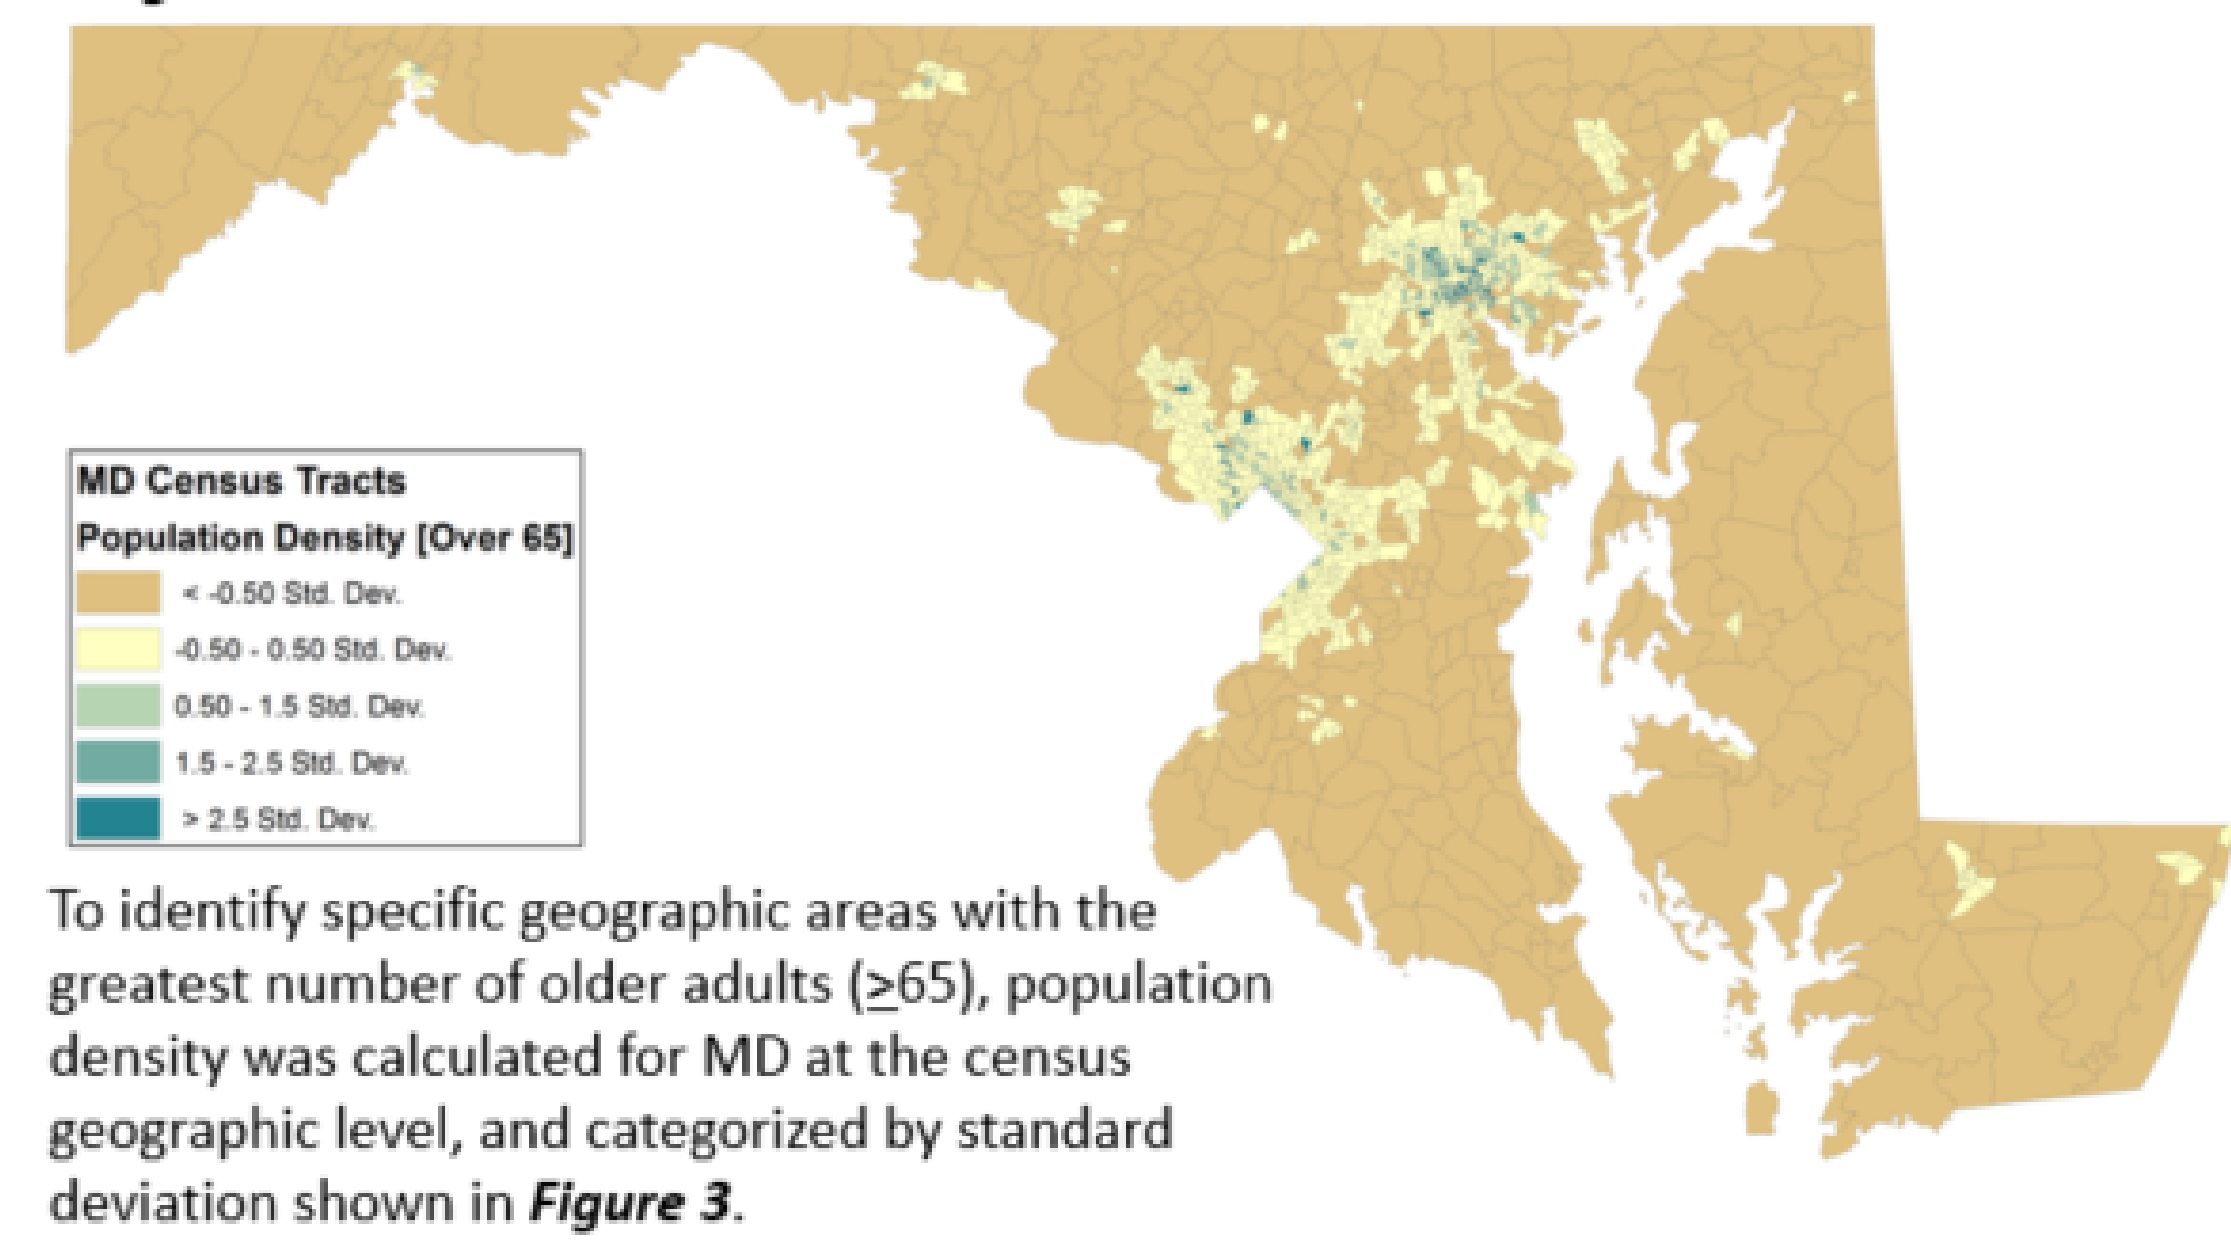 MD Census Tracts
Population Density [Over 65]
< -0.50 Std. Dev.
-0.50 - 0.50 Std. Dev.
0.50 - 1.5 Std. Dev.
1.5 - 2.5 Std. Dev.
> 2.5 Std. Dev.
To identify specific geographic areas with the
greatest number of older adults (≥65), population
density was calculated for MD at the census
geographic level, and categorized by standard
deviation shown in Figure 3.